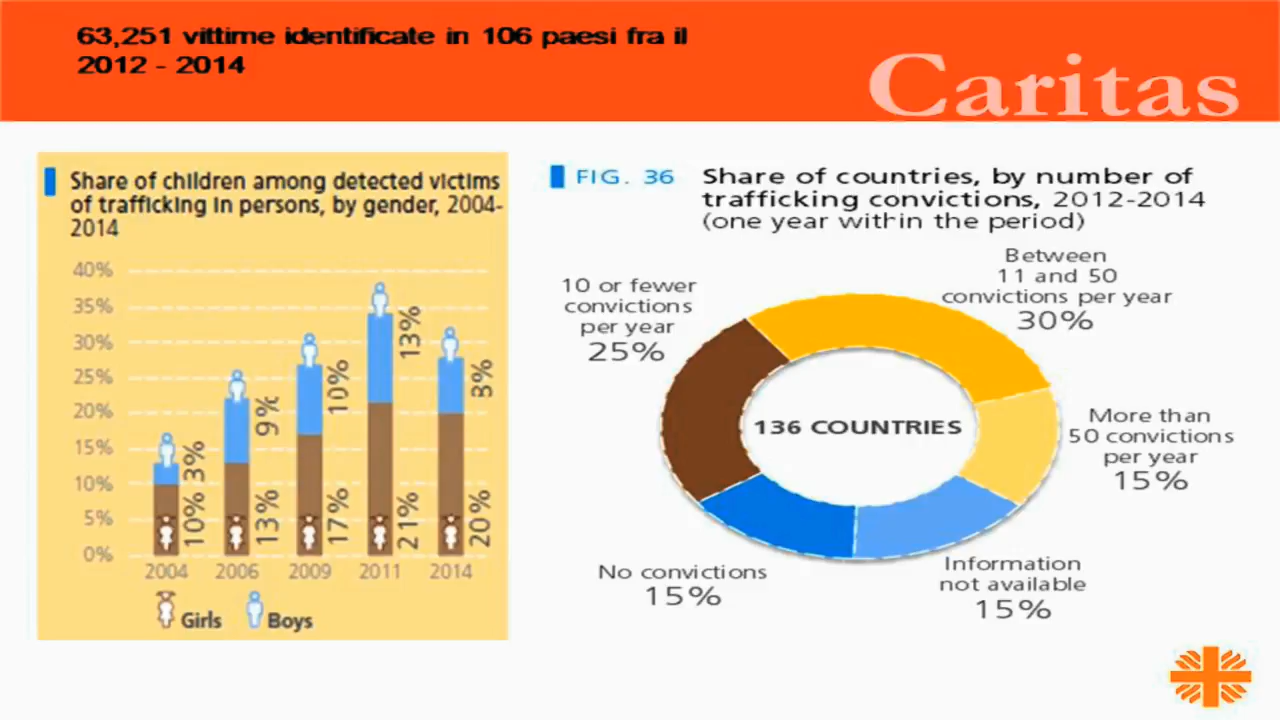 63,251 vittime identificate in 106 paesi fra il
2012 - 2014
Caritas
Share of children among detected victims
of trafficking in persons, by gender, 2004-
2014
40%
35%
30%
25%
20%
15%
10%
5%
0%
3%
10%
9%
13%
10%
17%
13%
21%
3%
20%
2004 2006 2009 2011 2014
Girls Boys
FIG. 36 Share of countries, by number of
trafficking convictions, 2012-2014
(one year within the period)
Between
11 and 50
convictions per year
30%
10 or fewer
convictions
per year
25%
136 COUNTRIES
More than
50 convictions
per year
15%
No convictions
15%
Information
not available
15%